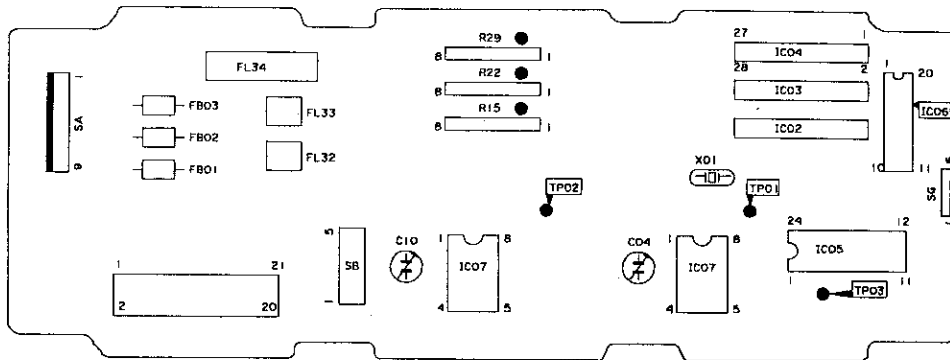 R29
8 1
R22
8 1
R15
8 1
27 1
IC04
28 2
IC03
IC02
1 20
IC06
10 11
FL34
SA
1
9
FB03
FB02
FB01
FL33
FL32
X01
TP02
TP01
SG
1 21
2 20
5
SB
1
C10
1 8
IC07
4 5
C04
1 8
IC07
4 5
24 12
IC05
1 11
TP03